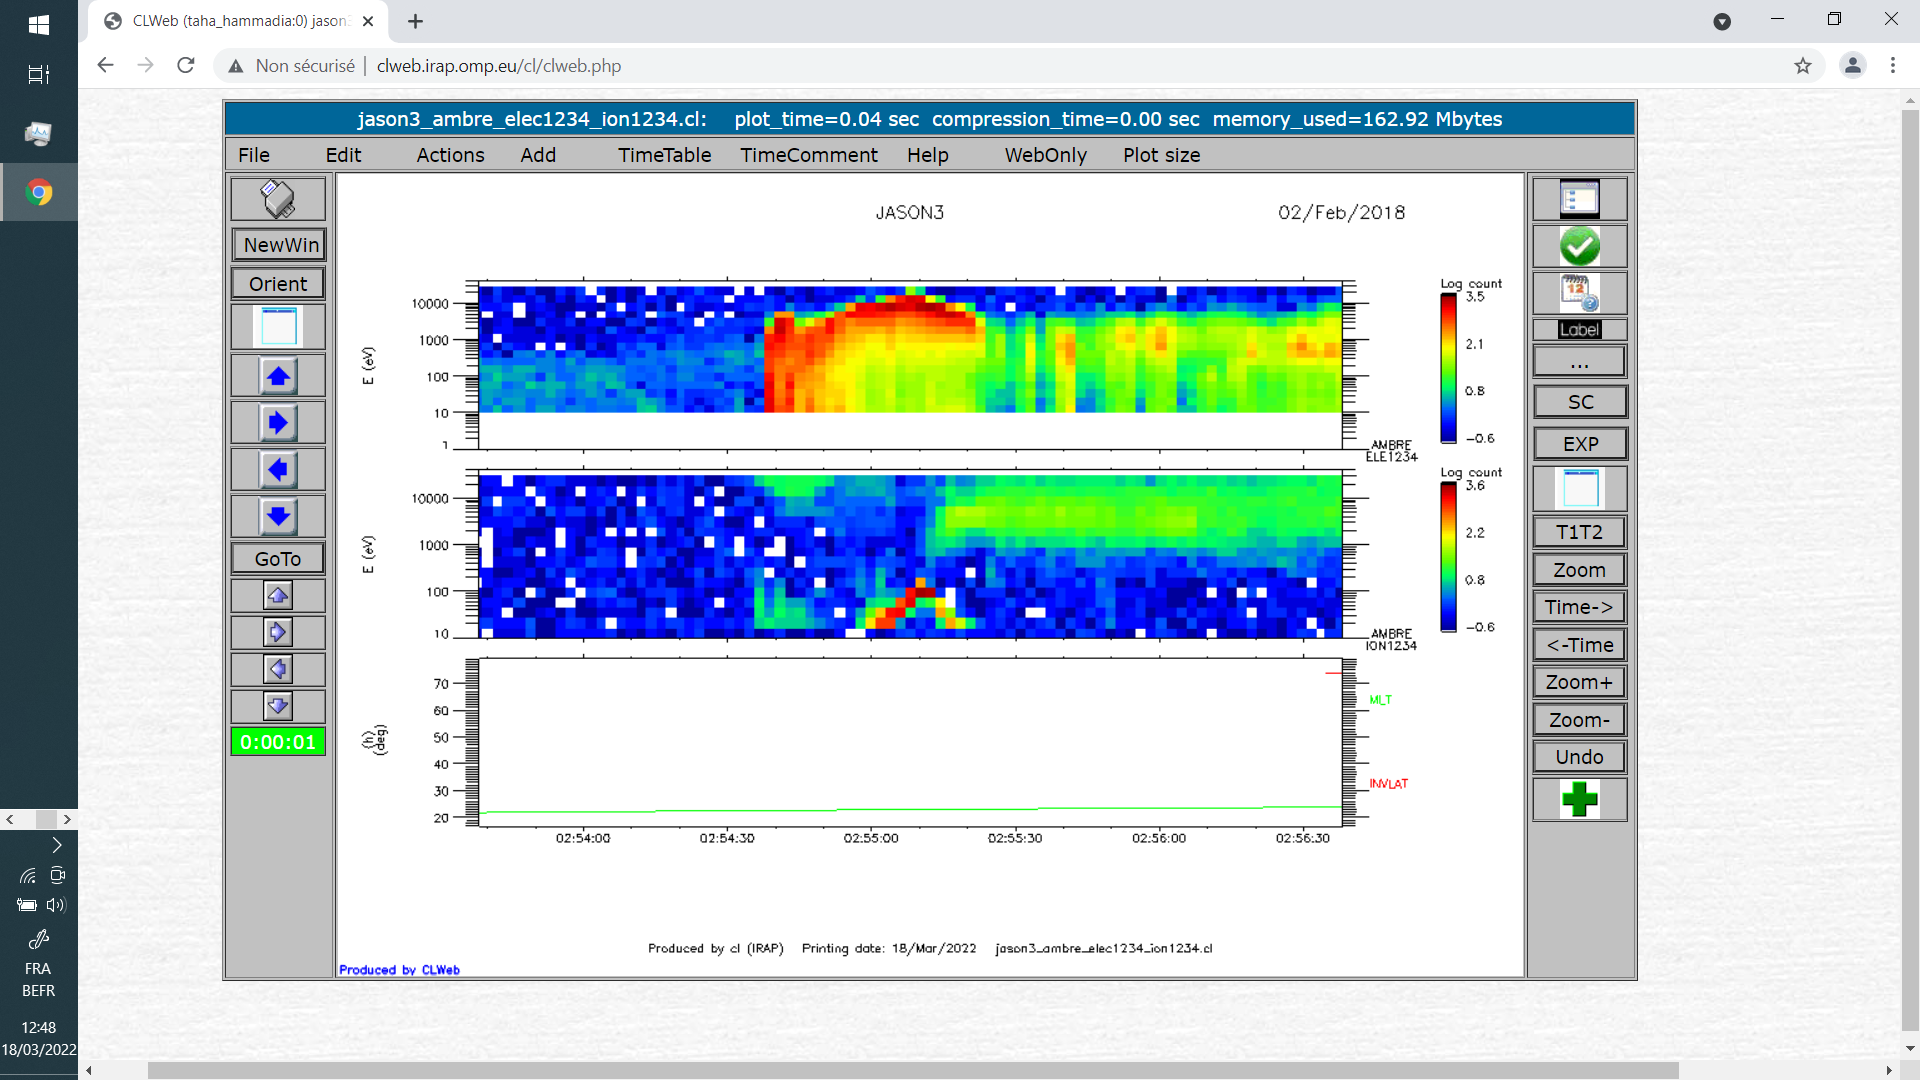 CLWeb (taha_hammadia:0) jason3
Non sécurisé | clweb.irap.omp.eu/cl/clweb.php
jason3_ambre_elec1234_ion1234.cl: plot_time=0.04 sec compression_time=0.00 sec memory_used=162.92 Mbytes
File Edit Actions Add TimeTable TimeComment Help WebOnly Plot size
NewWin
Orient
GoTo
0:00:01
JASON3 02/Feb/2018
10000
1000
100
10
1
E (eV)
Log count
3.5
2.1
0.8
-0.6
AMBRE
ELE1234
10000
1000
100
10
E (eV)
Log count
3.6
2.2
0.8
-0.6
AMBRE
ION1234
70
60
50
40
30
20
(h)
(deg)
MLT
INVLAT
02:54:00 02:54:30 02:55:00 02:55:30 02:56:00 02:56:30
Produced by cl (IRAP) Printing date: 18/Mar/2022 jason3_ambre_elec1234_ion1234.cl
Produced by CLWeb
12
Label
...
SC
EXP
T1T2
Zoom
Time->
<-Time
Zoom+
Zoom-
Undo
FRA
BEFR
12:48
18/03/2022